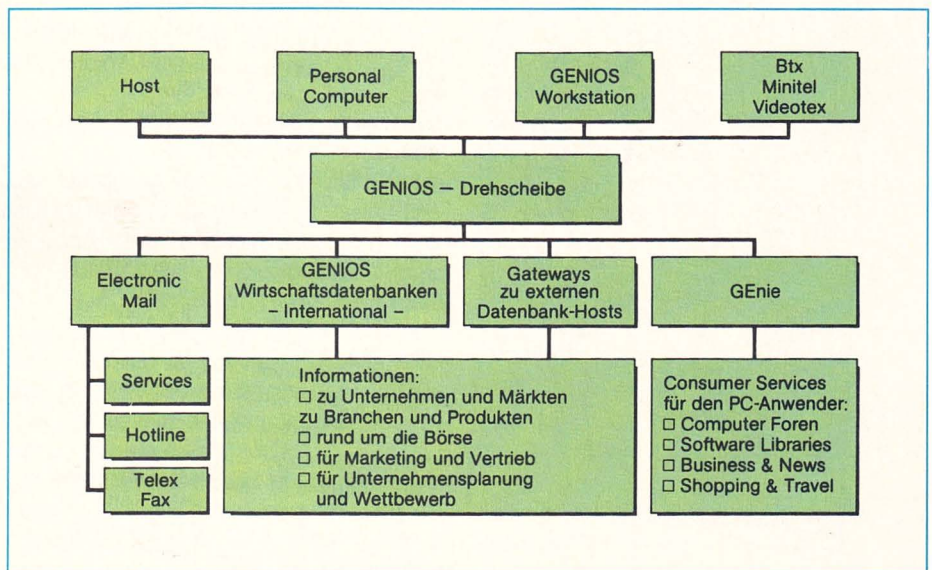 Host
Personal
Computer
GENIOS
Workstation
Btx
Minitel
Videotex
GENIOS — Drehscheibe
Electronic
Mail
GENIOS
Wirtschaftsdatenbanken
– International –
Gateways
zu externen
Datenbank-Hosts
GEnie
Services
Hotline
Telex
Fax
Informationen:
□ zu Unternehmen und Märkten
zu Branchen und Produkten
□ rund um die Börse
□ für Marketing und Vertrieb
□ für Unternehmensplanung
und Wettbewerb
Consumer Services
für den PC-Anwender:
□ Computer Foren
□ Software Libraries
□ Business & News
□ Shopping & Travel